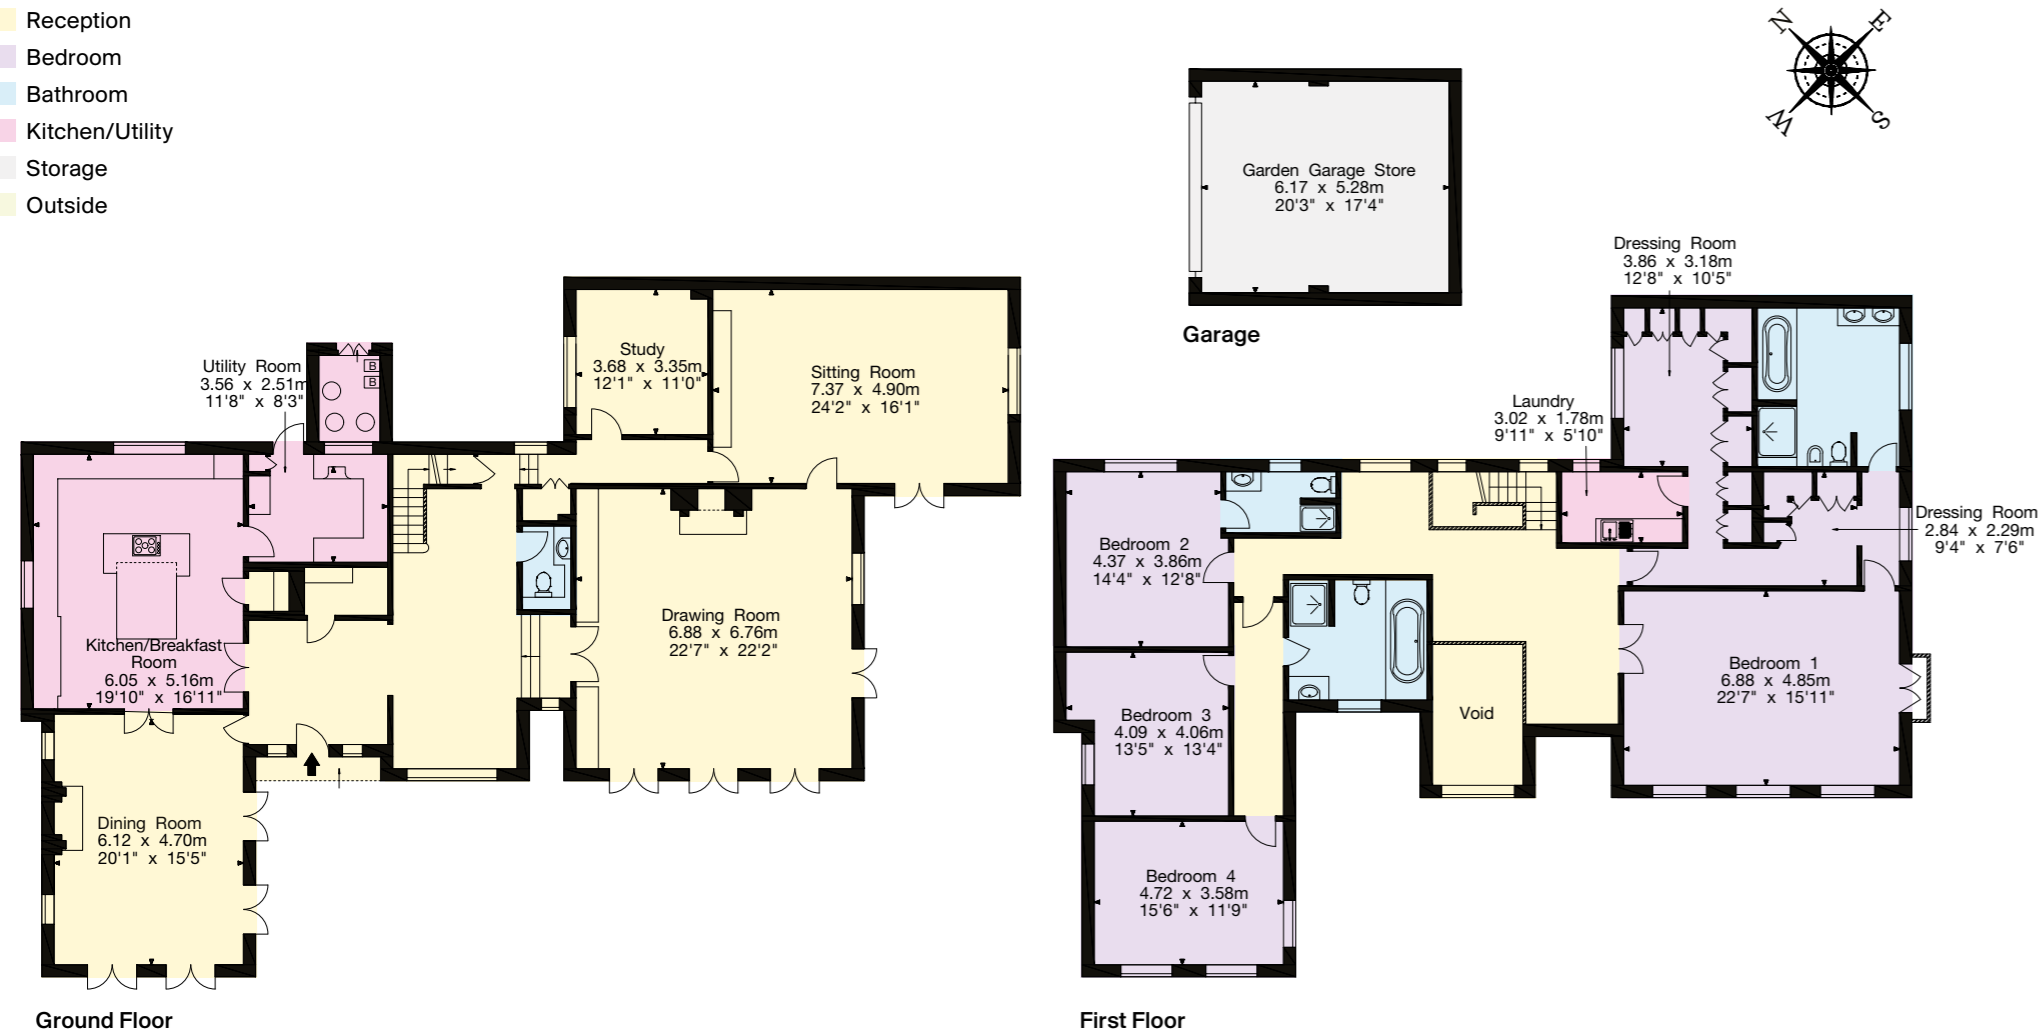 Reception
Bedroom
Bathroom
Kitchen/Utility
Storage
Outside
N
E
W
S
Garden Garage Store
6.17 x 5.28m
20'3" x 17'4"
Garage
Utility Room
3.56 x 2.51m
11'8" x 8'3"
B
B
Study
3.68 x 3.35m
12'1" x 11'0"
Sitting Room
7.37 x 4.90m
24'2" x 16'1"
Kitchen/Breakfast
Room
6.05 x 5.16m
19'10" x 16'11"
Drawing Room
6.88 x 6.76m
22'7" x 22'2"
Dining Room
6.12 x 4.70m
20'1" x 15'5"
Ground Floor
Dressing Room
3.86 x 3.18m
12'8" x 10'5"
Laundry
3.02 x 1.78m
9'11" x 5'10"
Dressing Room
2.84 x 2.29m
9'4" x 7'6"
Bedroom 2
4.37 x 3.86m
14'4" x 12'8"
Bedroom 1
6.88 x 4.85m
22'7" x 15'11"
Bedroom 3
4.09 x 4.06m
13'5" x 13'4"
Void
Bedroom 4
4.72 x 3.58m
15'6" x 11'9"
First Floor